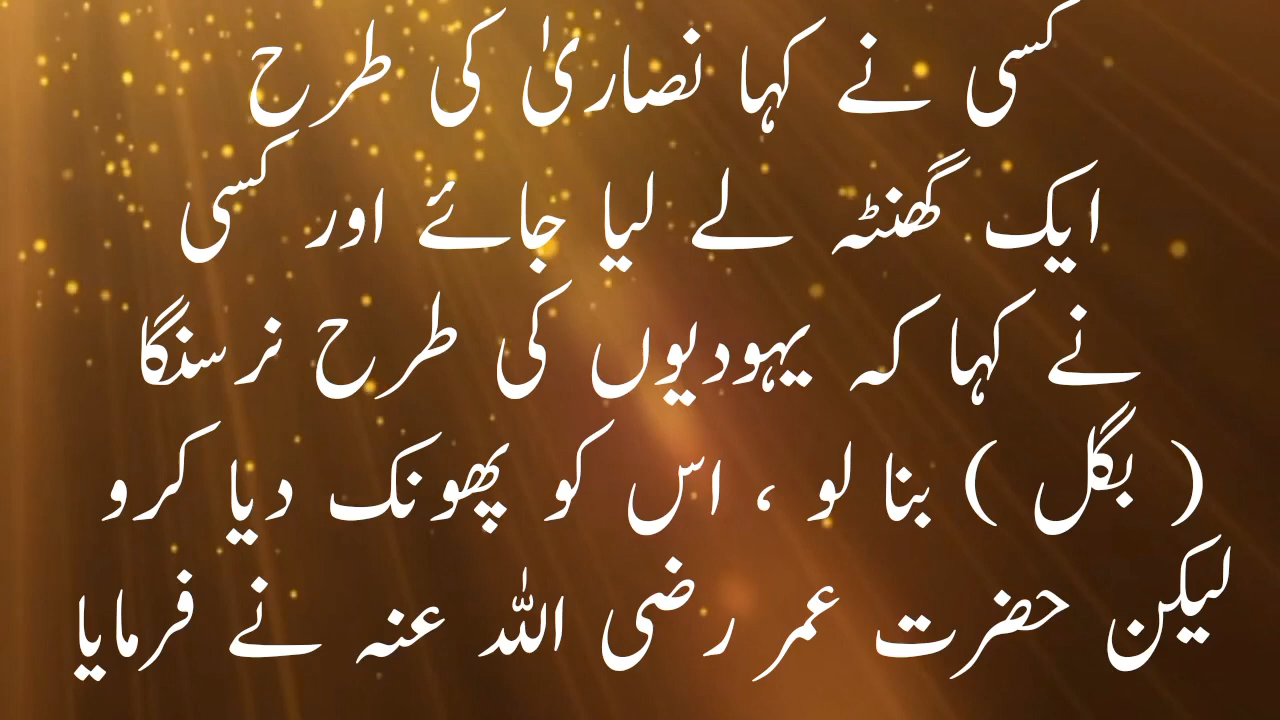 کسی نے کہا نصاریٰ کی طرح
ایک گھنٹہ لے لیا جائے اور کسی
نے کہا کہ یہودیوں کی طرح نرسنگا
( بگل ) بنا لو ، اس کو پھونک دیا کرو
لیکن حضرت عمر رضی اللہ عنہ نے فرمایا